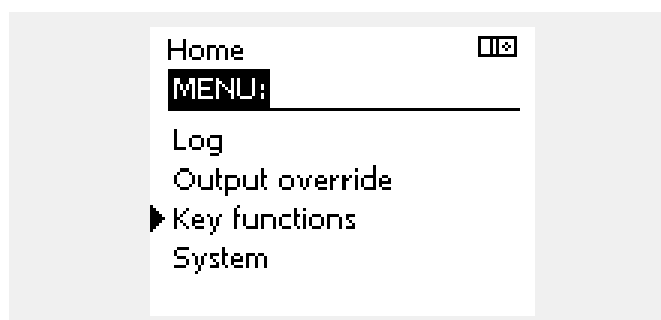 Home
MENU:
Log
Output override
Key functions
System